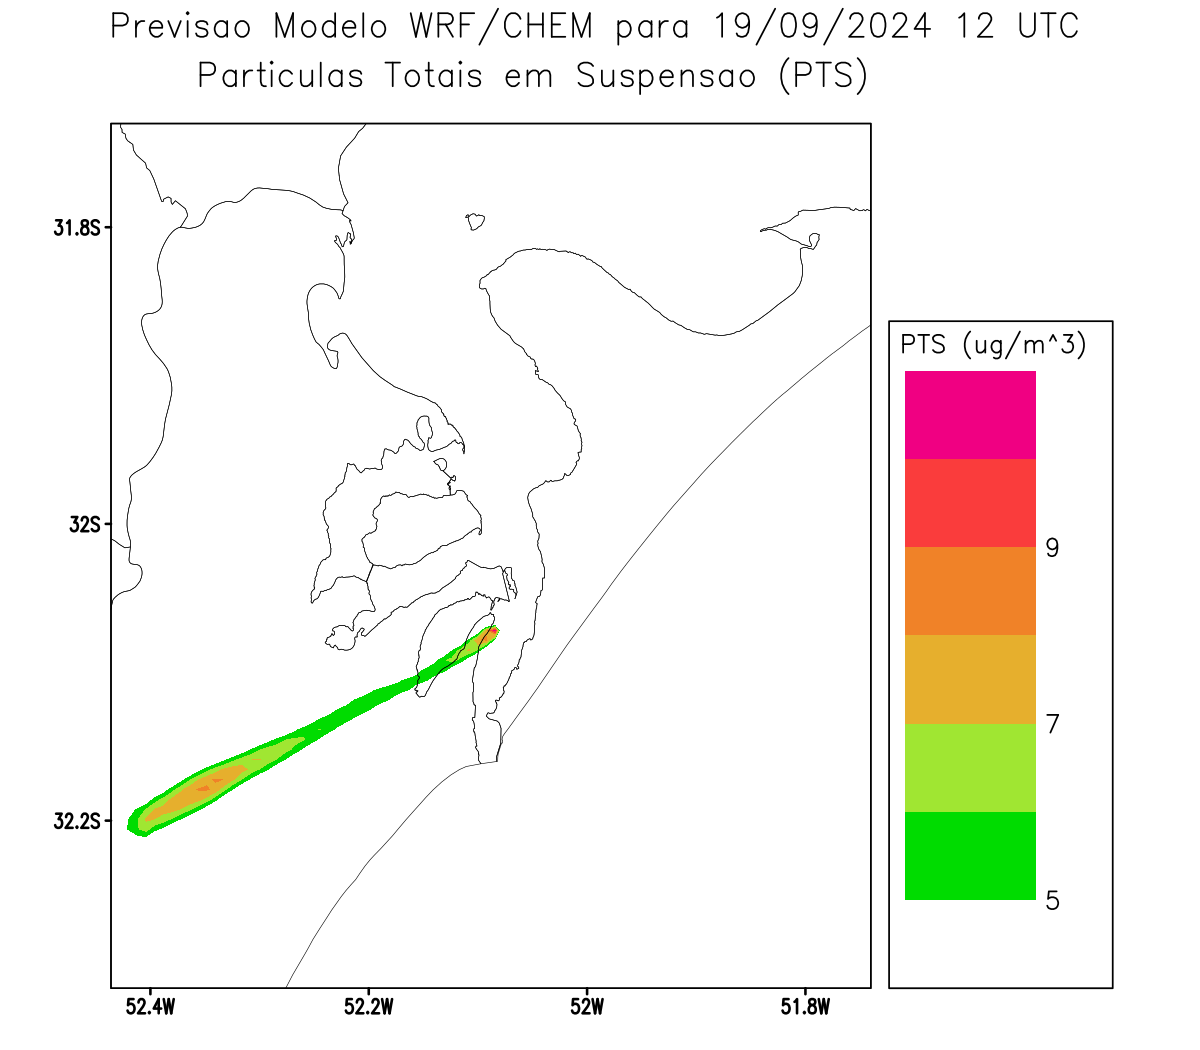 Previsao Modelo WRF/CHEM para 19/09/2024 12 UTC
Particulas Totais em Suspensao (PTS)
31.8S
32S
32.2S
52.4W
52.2W
52W
51.8W
PTS (ug/m^3)
9
7
5